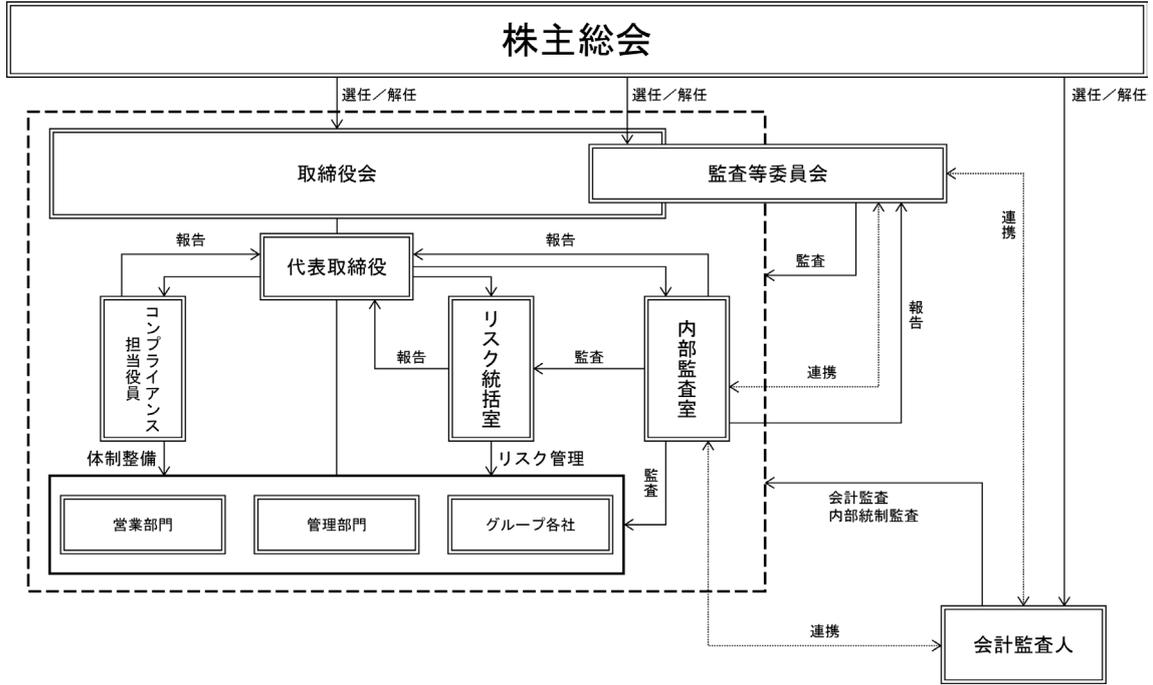 株主総会
選任／解任
選任／解任
選任／解任
取締役会
監査等委員会
連携
報告
報告
代表取締役
監査
報告
コンプライアンス
担当役員
リスク統括室
内部監査室
報告
監査
連携
体制整備
リスク管理
監査
会計監査
内部統制監査
営業部門
管理部門
グループ各社
連携
会計監査人